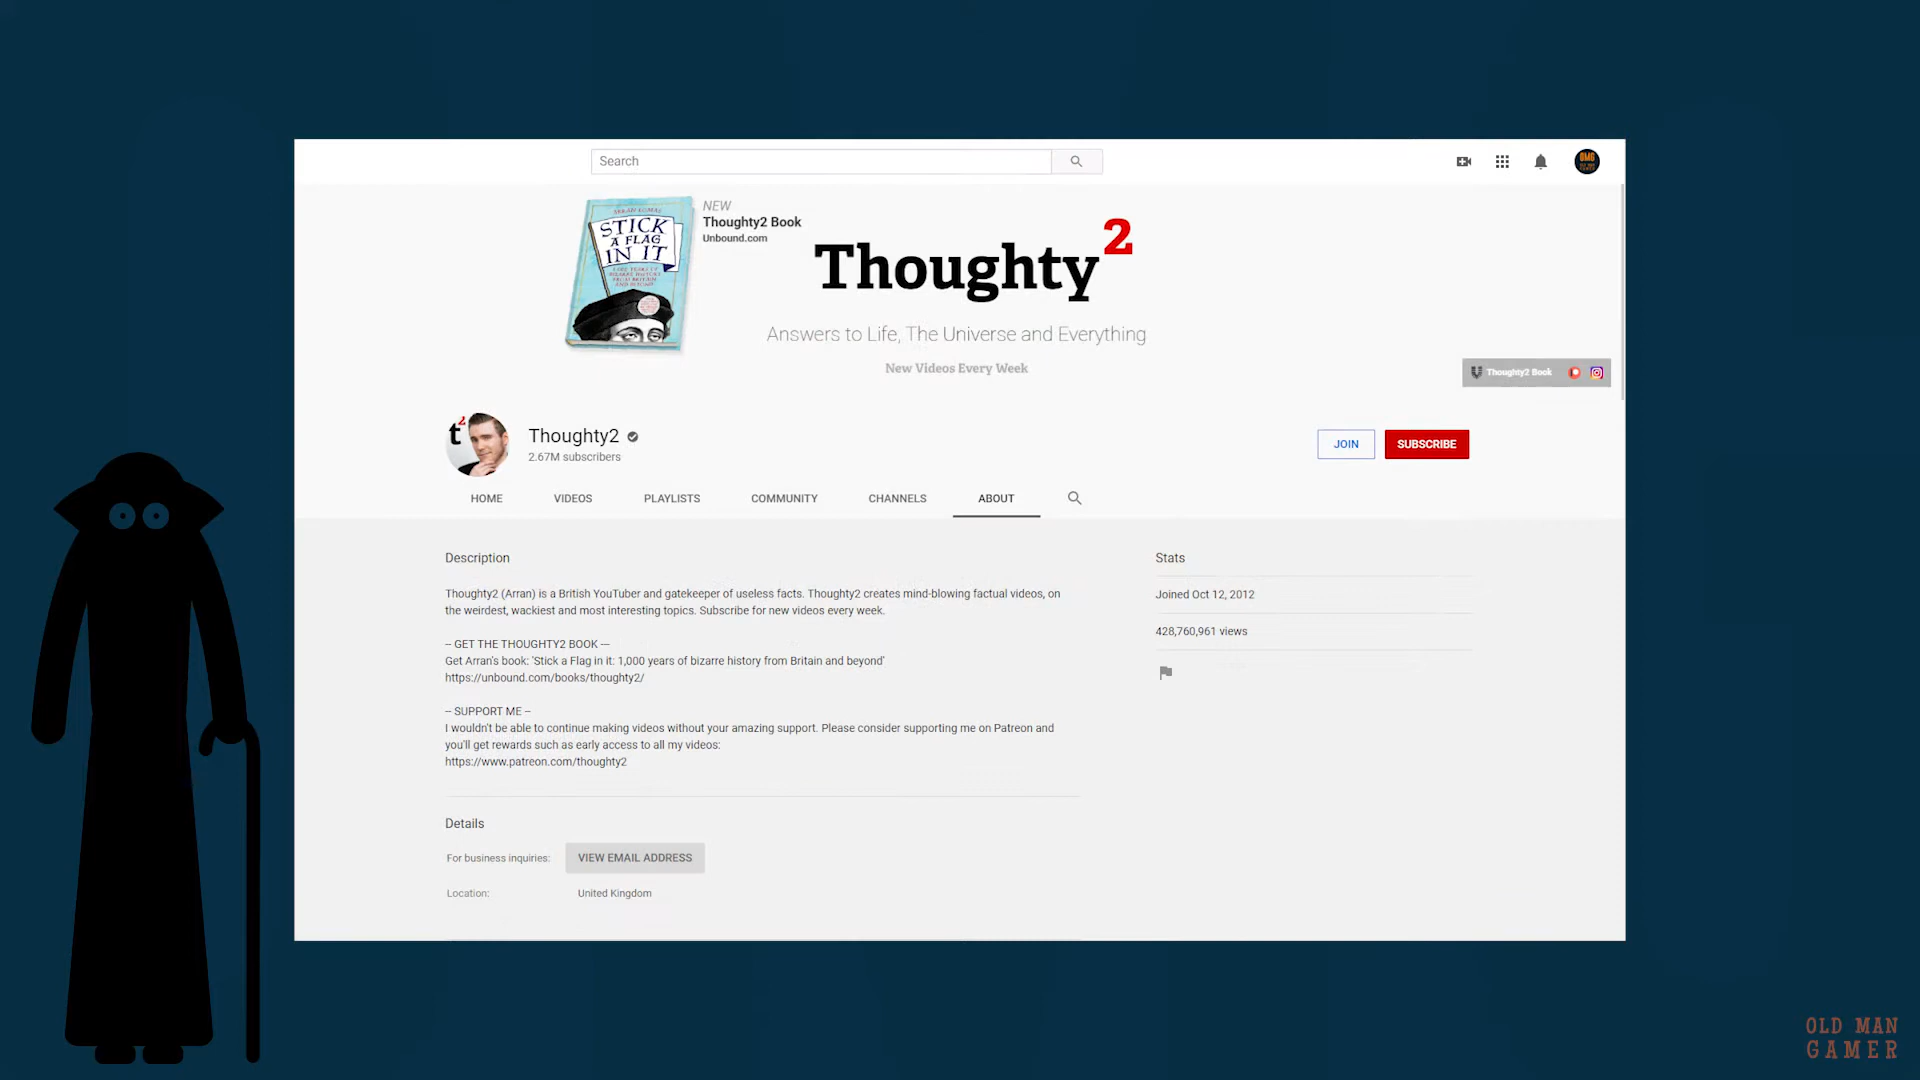 Search
NEW
Thoughty2 Book
Unbound.com
STICK
A FLAG
IN IT
Thoughty2
Answers to Life, The Universe and Everything
New Videos Every Week
Thoughty2 Book
t2
Thoughty2
2.67M subscribers
JOIN
SUBSCRIBE
HOME
VIDEOS
PLAYLISTS
COMMUNITY
CHANNELS
ABOUT
Description
Thoughty2 (Arran) is a British YouTuber and gatekeeper of useless facts. Thoughty2 creates mind-blowing factual videos, on
the weirdest, wackiest and most interesting topics. Subscribe for new videos every week.
-- GET THE THOUGHTY2 BOOK ---
Get Arran's book: 'Stick a Flag in it: 1,000 years of bizarre history from Britain and beyond'
https://unbound.com/books/thoughty2/
-- SUPPORT ME --
I wouldn't be able to continue making videos without your amazing support. Please consider supporting me on Patreon and
you'll get rewards such as early access to all my videos:
https://www.patreon.com/thoughty2
Stats
Joined Oct 12, 2012
428,760,961 views
Details
For business inquiries:
VIEW EMAIL ADDRESS
Location:
United Kingdom
OLD MAN
GAMER